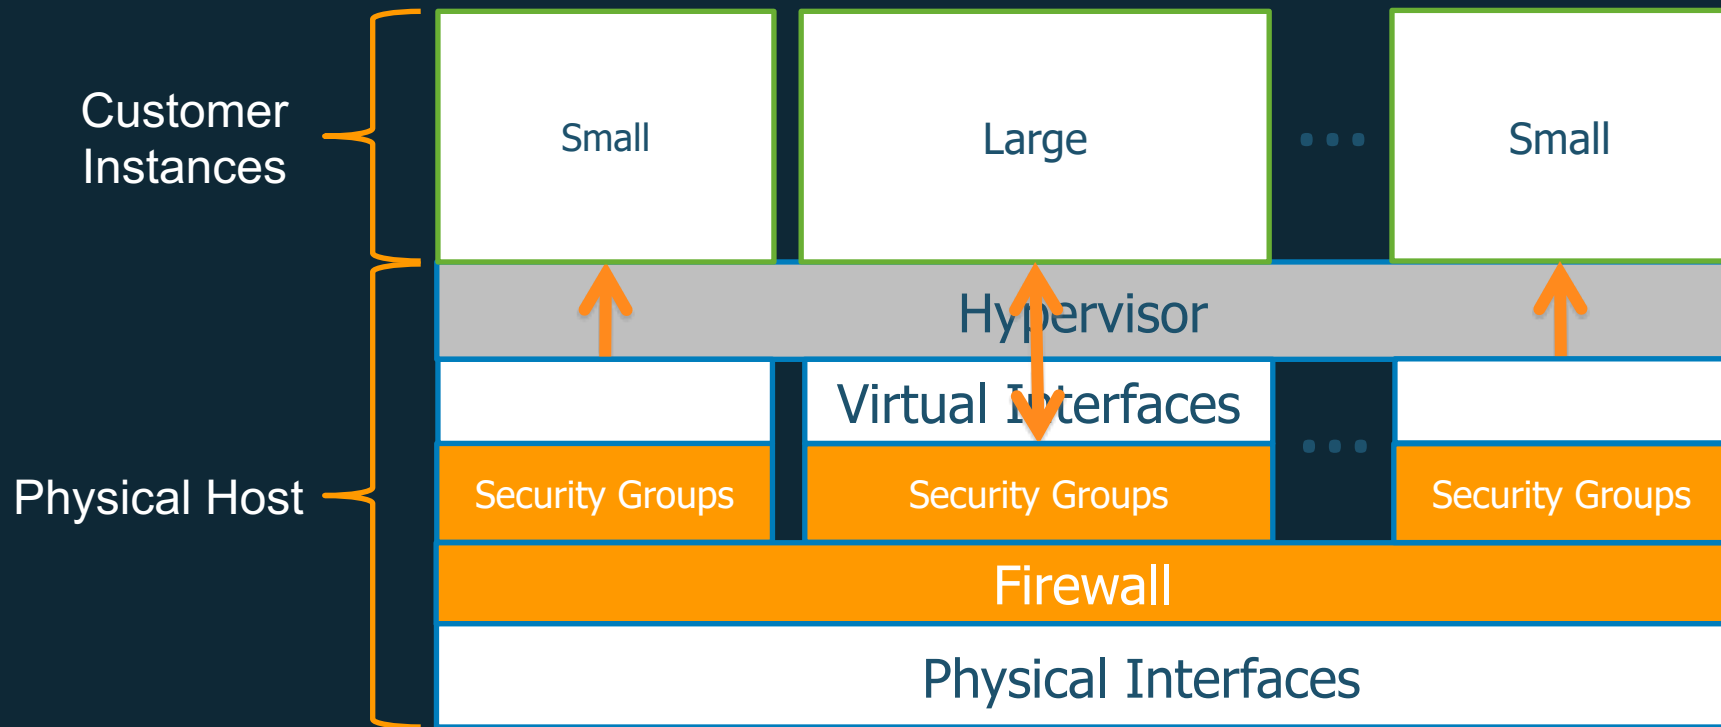 Customer
Instances
Small
Large
...
Small
Hypervisor
Virtual Interfaces
...
Physical Host
Security Groups
Security Groups
Security Groups
Firewall
Physical Interfaces